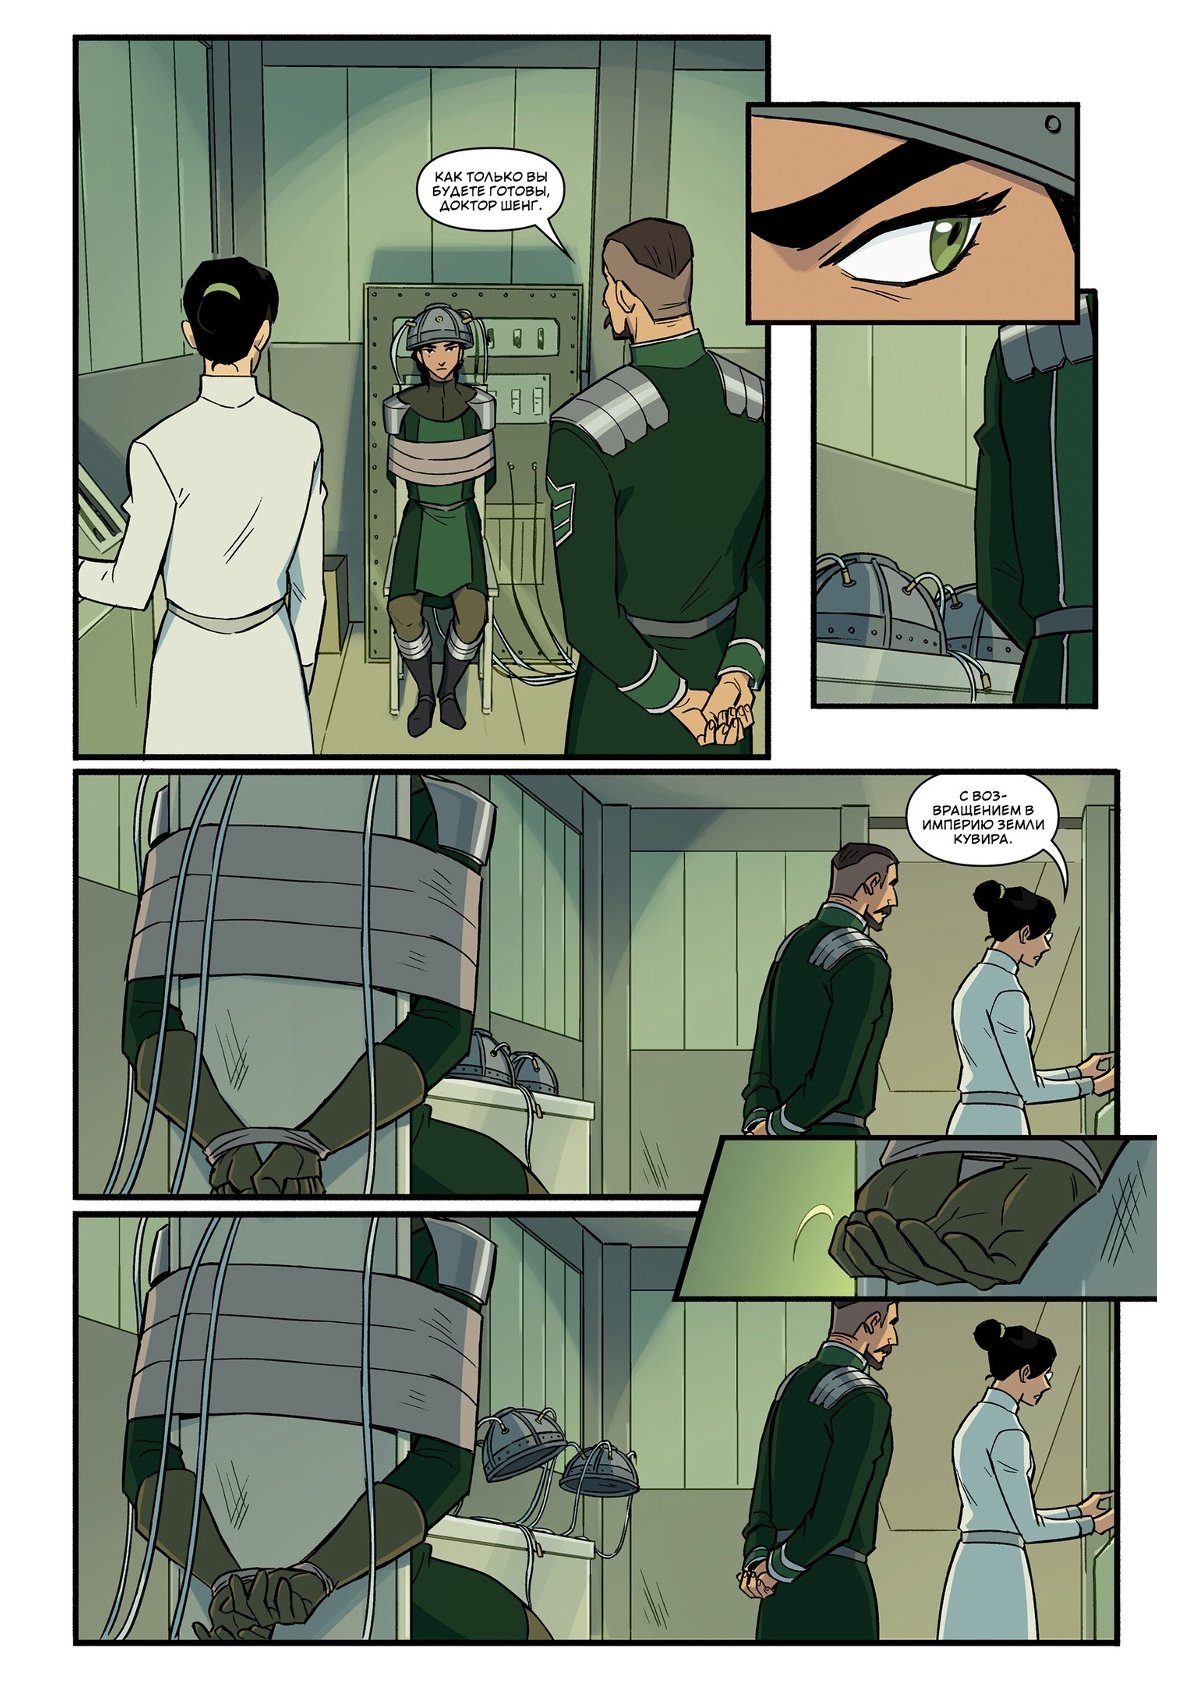 КАК ТОЛЬКО ВЫ
БУДЕТЕ ГОТОВЫ,
ДОКТОР ШЕНГ.
С ВОЗ-
ВРАЩЕНИЕМ В
ИМПЕРИЮ ЗЕМЛИ
КУВИРА.